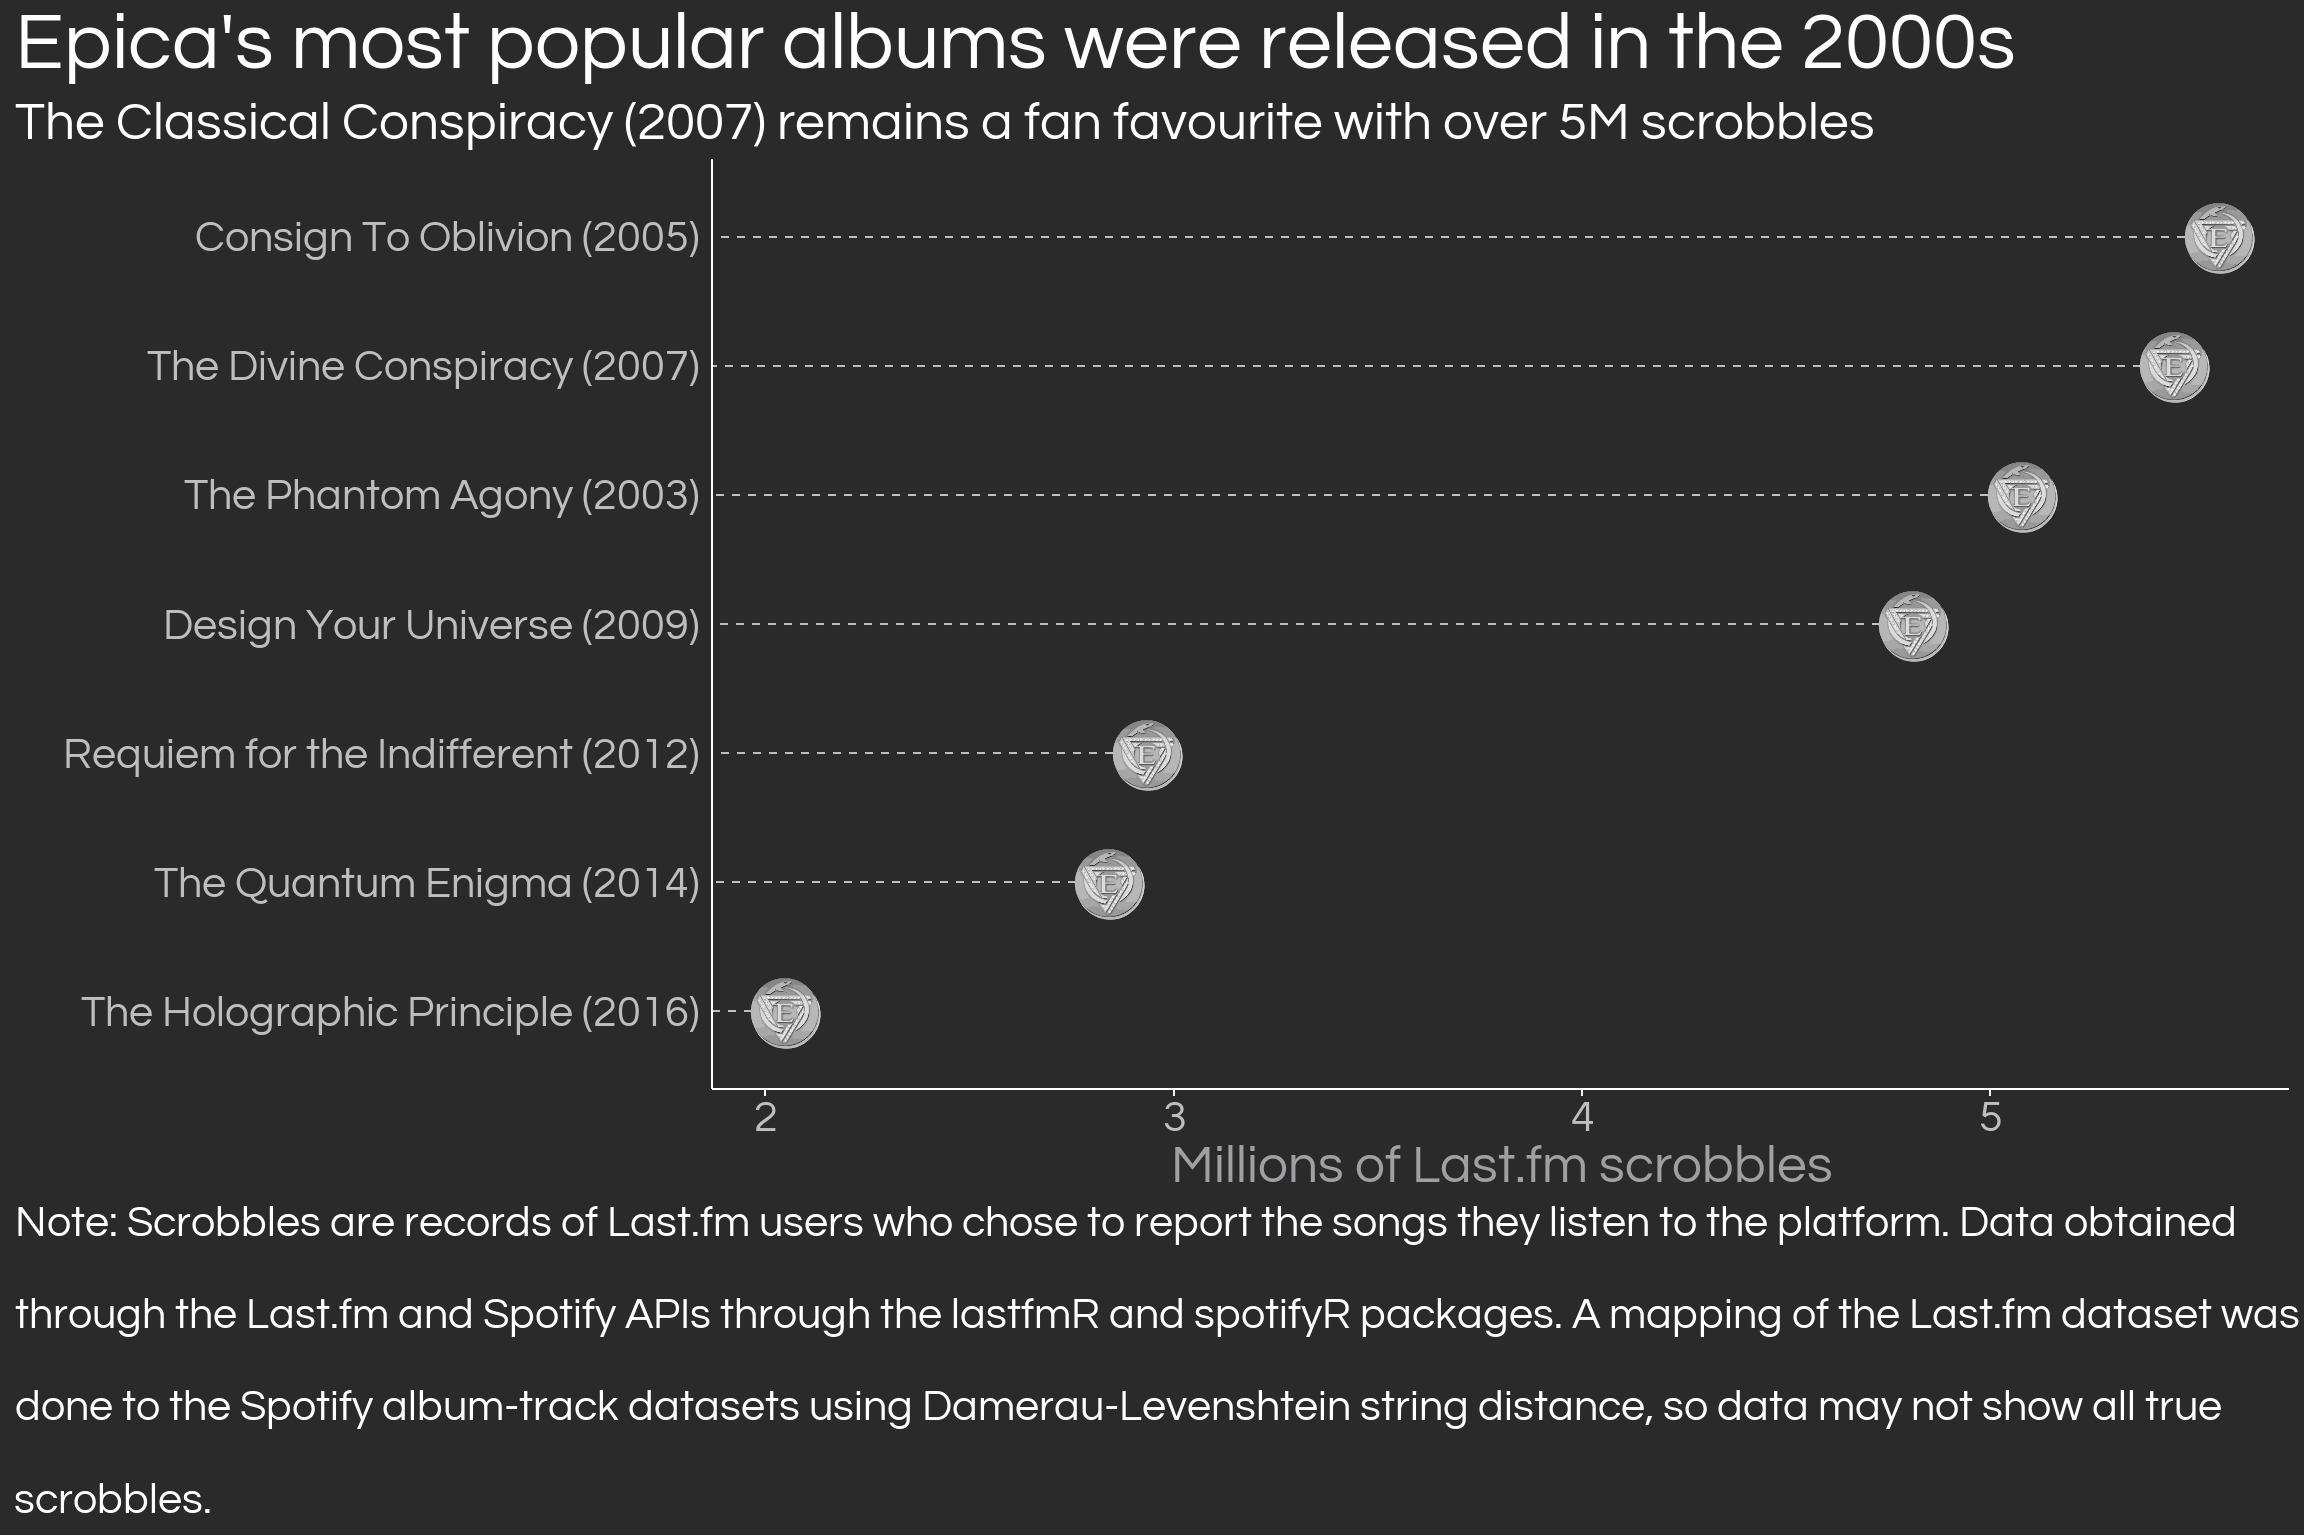 Epica's most popular albums were released in the 2000s
The Classical Conspiracy (2007) remains a fan favourite with over 5M scrobbles
Consign To Oblivion (2005)
The Divine Conspiracy (2007)
The Phantom Agony (2003)
Design Your Universe (2009)
Requiem for the Indifferent (2012)
The Quantum Enigma (2014)
The Holographic Principle (2016)
2 3 4 5
Millions of Last.fm scrobbles
Note: Scrobbles are records of Last.fm users who chose to report the songs they listen to the platform. Data obtained
through the Last.fm and Spotify APIs through the lastfmR and spotifyR packages. A mapping of the Last.fm dataset was
done to the Spotify album-track datasets using Damerau-Levenshtein string distance, so data may not show all true
scrobbles.